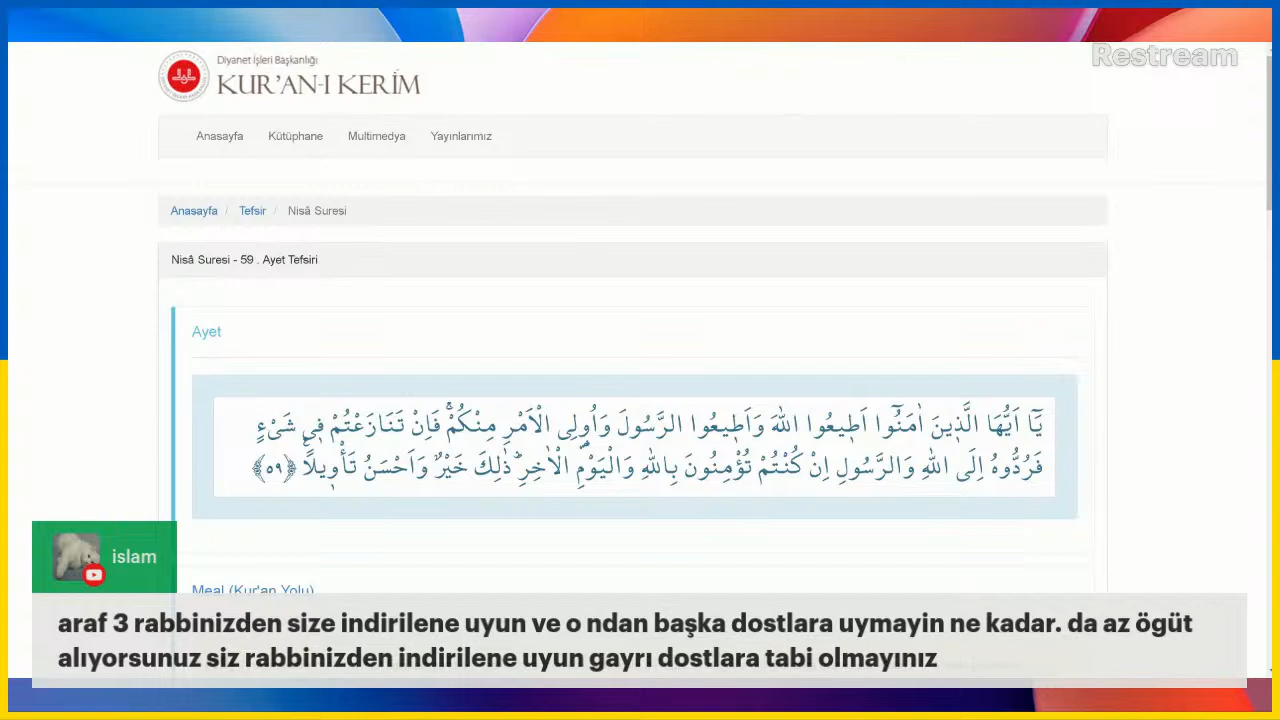 Restream
Diyanet İşleri Başkanlığı
KUR'AN-I KERİM
Anasayfa Kütüphane Multimedya Yayınlarımız
Anasayfa / Tefsir / Nisâ Suresi
Nisâ Suresi - 59 . Ayet Tefsiri
Ayet
يَٓا اَيُّهَا الَّذ۪ينَ اٰمَنُٓوا اَط۪يعُوا اللّٰهَ وَاَط۪يعُوا الرَّسُولَ وَاُو۬لِي الْاَمْرِ مِنْكُمْۚ فَاِنْ تَنَازَعْتُمْ ف۪ي شَيْءٍ
فَرُدُّوهُ اِلَى اللّٰهِ وَالرَّسُولِ اِنْ كُنْتُمْ تُؤْمِنُونَ بِاللّٰهِ وَالْيَوْمِ الْاٰخِرِۜ ذٰلِكَ خَيْرٌ وَاَحْسَنُ تَأْو۪يلًا۟ ﴿٥٩﴾
islam
Meal (Kur'an Yolu)
araf 3 rabbinizden size indirilene uyun ve o ndan başka dostlara uymayin ne kadar. da az ögüt
alıyorsunuz siz rabbinizden indirilene uyun gayrı dostlara tabi olmayınız